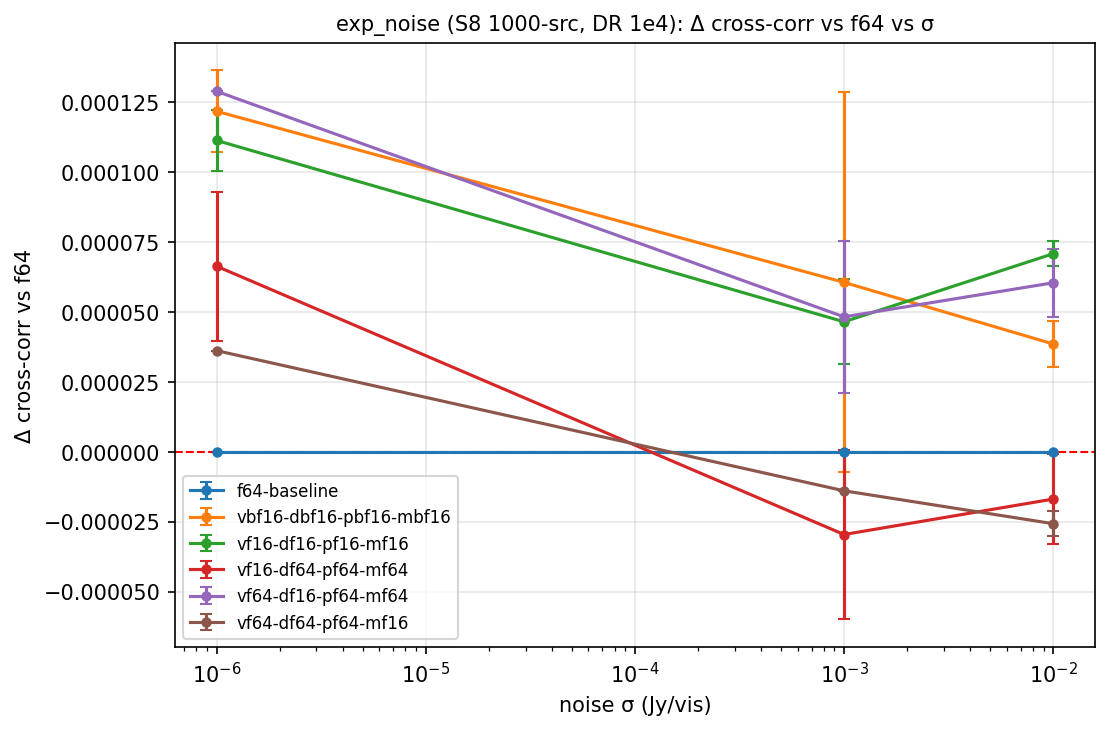 exp_noise (S8 1000-src, DR 1e4): Δ cross-corr vs f64 vs σ
Δ cross-corr vs f64
0.000125
0.000100
0.000075
0.000050
0.000025
0.000000
−0.000025
−0.000050
f64-baseline
vbf16-dbf16-pbf16-mbf16
vf16-df16-pf16-mf16
vf16-df64-pf64-mf64
vf64-df16-pf64-mf64
vf64-df64-pf64-mf16
10⁻⁶
10⁻⁵
10⁻⁴
10⁻³
10⁻²
noise σ (Jy/vis)